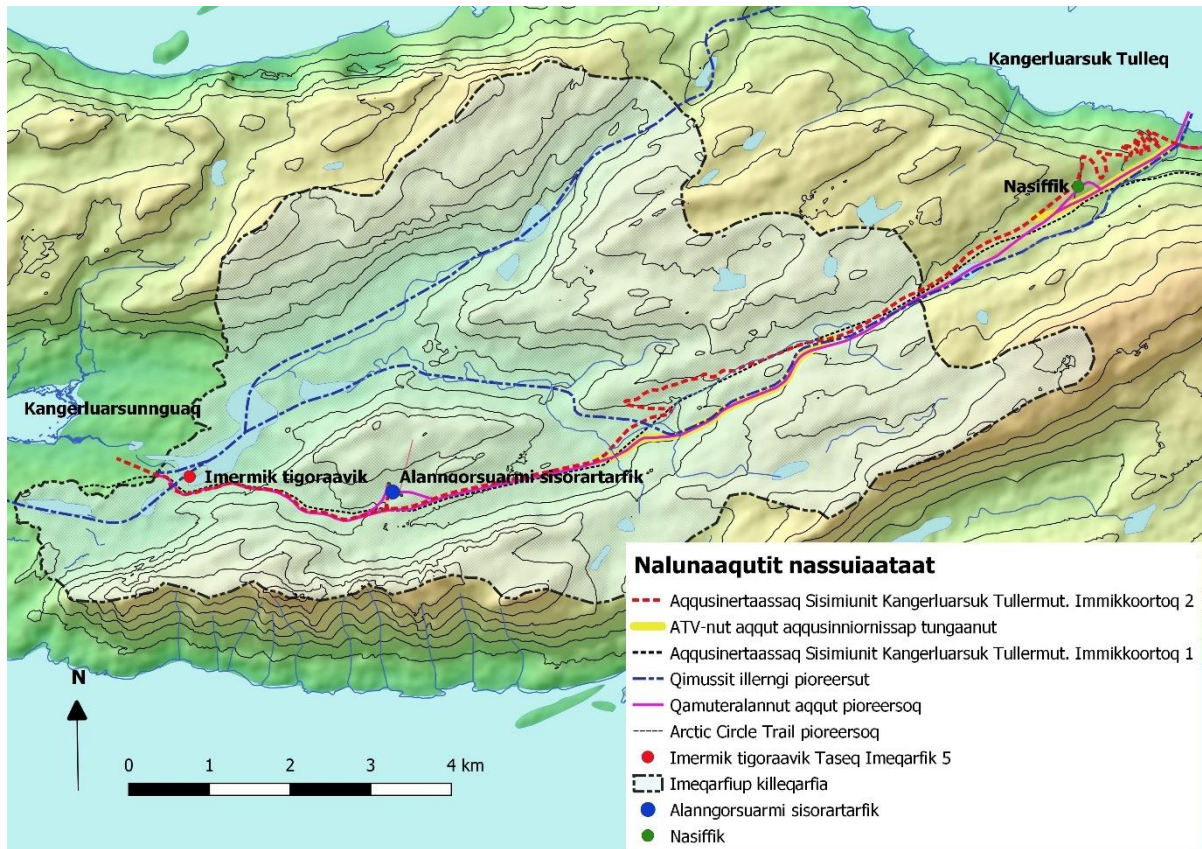 Kangerluarsuk Tulleq
Nasiffik
Kangerluarsunnguaq
Imermik tigoraavik
Alanngorsuarmi sisorartarfik
N
0 1 2 3 4 km
Nalunaaqutit nassuiaataat
Aqqusinertaassaq Sisimiunit Kangerluarsuk Tullermut. Immikkoortoq 2
ATV-nut aqqut aqqusinniornissap tungaanut
Aqqusinertaassaq Sisimiunit Kangerluarsuk Tullermut. Immikkoortoq 1
Qimussit illerngi pioreersut
Qamuteralannut aqqut pioreersoq
Arctic Circle Trail pioreersoq
Imermik tigoraavik Taseq Imeqarfik 5
Imeqarfiup killeqarfia
Alanngorsuarmi sisorartarfik
Nasiffik